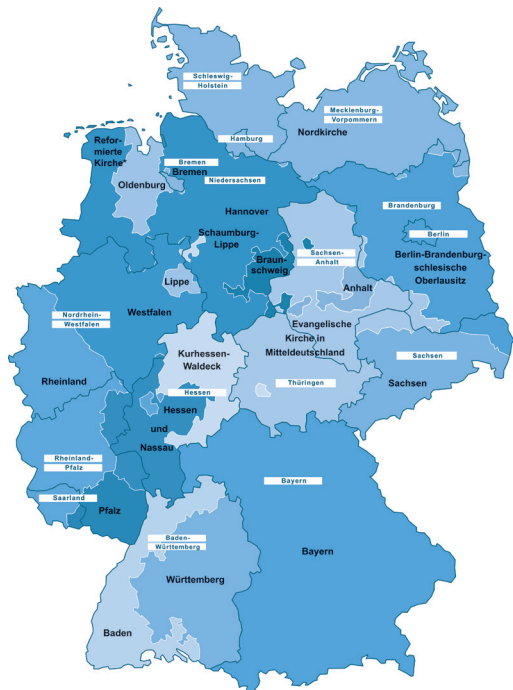 Schleswig-
Holstein
Mecklenburg-
Vorpommern
Nordkirche
Hamburg
Refor-
mierte
Kirche*
Bremen
Bremen
Oldenburg
Niedersachsen
Brandenburg
Hannover
Schaumburg-
Lippe
Berlin
Braun-
schweig
Sachsen-
Anhalt
Berlin-Brandenburg-
schlesische
Oberlausitz
Lippe
Anhalt
Nordrhein-
Westfalen
Westfalen
Evangelische
Kirche in
Mitteldeutschland
Kurhessen-
Waldeck
Sachsen
Rheinland
Thüringen
Sachsen
Hessen
Hessen
und
Nassau
Rheinland-
Pfalz
Bayern
Saarland
Pfalz
Baden-
Württemberg
Bayern
Württemberg
Baden